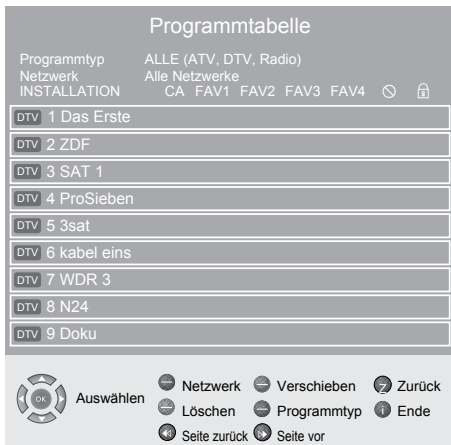 Programmtabelle
Programmtyp ALLE (ATV, DTV, Radio)
Netzwerk Alle Netzwerke
INSTALLATION CA FAV1 FAV2 FAV3 FAV4
DTV 1 Das Erste
DTV 2 ZDF
DTV 3 SAT 1
DTV 4 ProSieben
DTV 5 3sat
DTV 6 kabel eins
DTV 7 WDR 3
DTV 8 N24
DTV 9 Doku
OK Auswählen Netzwerk Verschieben Zurück
Löschen Programmtyp i Ende
Seite zurück Seite vor